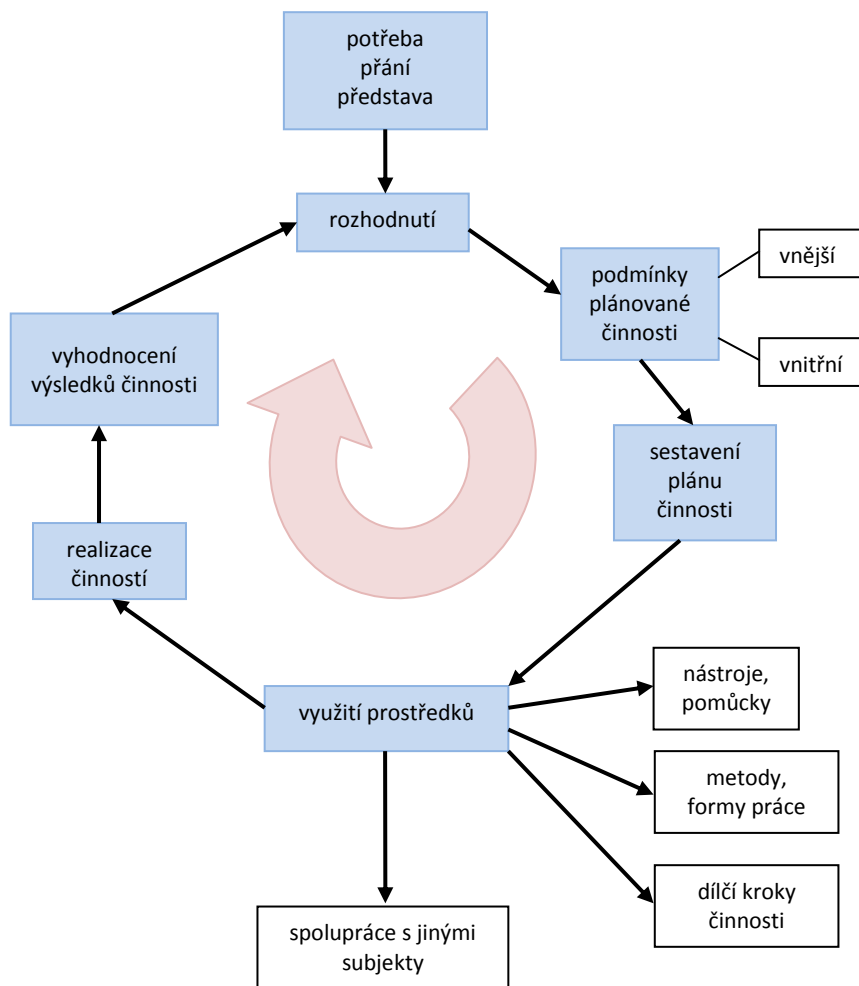 potřeba
přání
představa
rozhodnutí
podmínky
plánované
činnosti
vnější
vnitřní
vyhodnocení
výsledků činnosti
sestavení
plánu
činnosti
realizace
činností
využití prostředků
nástroje,
pomůcky
metody,
formy práce
dílčí kroky
činnosti
spolupráce s jinými
subjekty